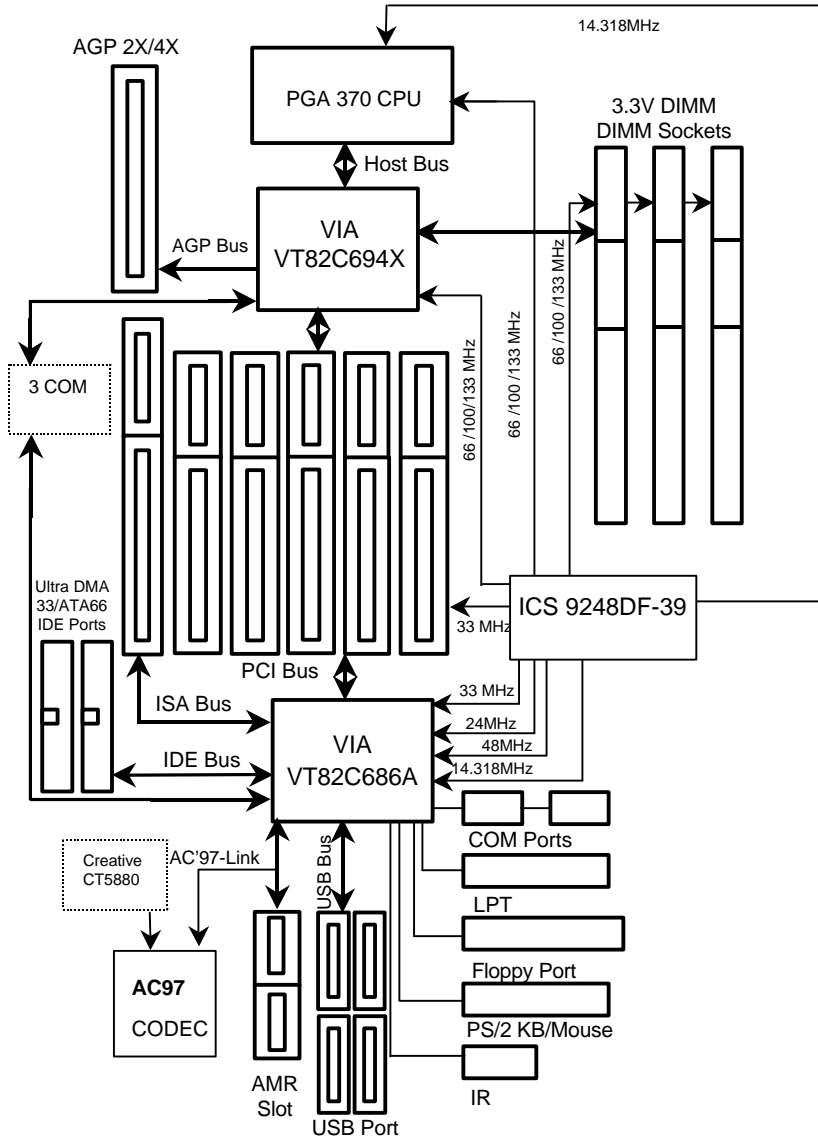 14.318MHz
AGP 2X/4X
PGA 370 CPU
3.3V DIMM
DIMM Sockets
Host Bus
VIA
VT82C694X
AGP Bus
66 /100/133 MHz
66 /100/133 MHz
66 /100/133 MHz
3 COM
Ultra DMA
33/ATA66
IDE Ports
ICS 9248DF-39
33 MHz
PCI Bus
ISA Bus
33 MHz
24MHz
48MHz
14.318MHz
IDE Bus
VIA
VT82C686A
COM Ports
Creative
CT5880
AC'97-Link
USB Bus
LPT
AC97
CODEC
Floppy Port
PS/2 KB/Mouse
IR
AMR
Slot
USB Port